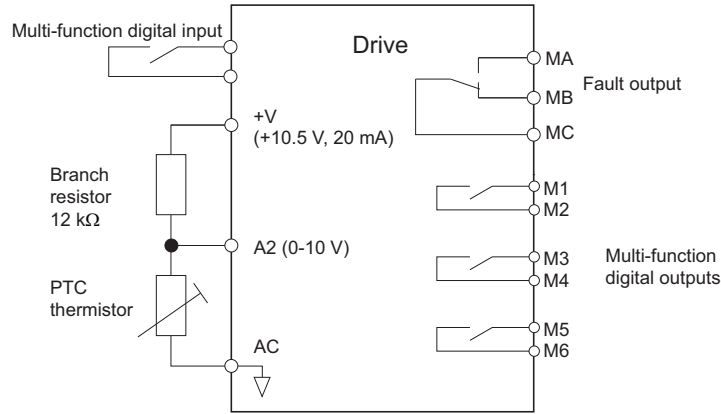 Multi-function digital input
Drive
MA
Fault output
MB
MC
+V
(+10.5 V, 20 mA)
Branch
resistor
12 kΩ
M1
M2
A2 (0-10 V)
M3
M4
Multi-function
digital outputs
PTC
thermistor
AC
M5
M6